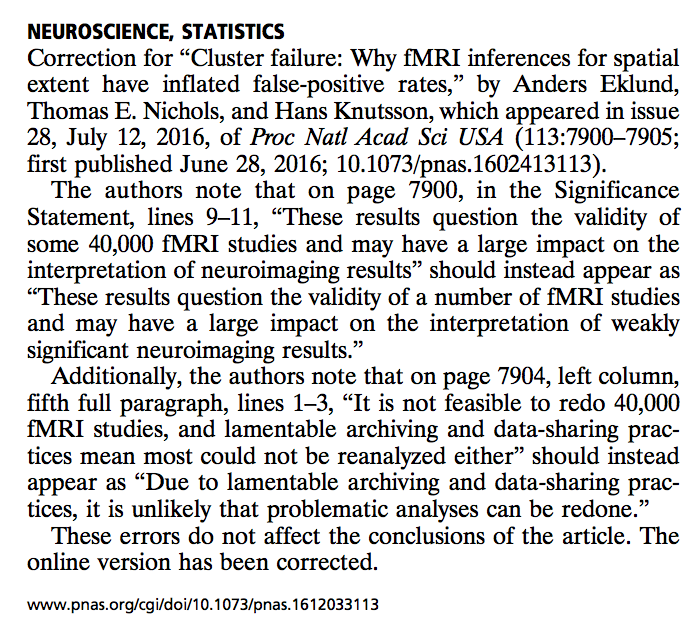 NEUROSCIENCE, STATISTICS
Correction for “Cluster failure: Why fMRI inferences for spatial
extent have inflated false-positive rates,” by Anders Eklund,
Thomas E. Nichols, and Hans Knutsson, which appeared in issue
28, July 12, 2016, of Proc Natl Acad Sci USA (113:7900–7905;
first published June 28, 2016; 10.1073/pnas.1602413113).
The authors note that on page 7900, in the Significance
Statement, lines 9–11, “These results question the validity of
some 40,000 fMRI studies and may have a large impact on the
interpretation of neuroimaging results” should instead appear as
“These results question the validity of a number of fMRI studies
and may have a large impact on the interpretation of weakly
significant neuroimaging results.”
Additionally, the authors note that on page 7904, left column,
fifth full paragraph, lines 1–3, “It is not feasible to redo 40,000
fMRI studies, and lamentable archiving and data-sharing prac-
tices mean most could not be reanalyzed either” should instead
appear as “Due to lamentable archiving and data-sharing prac-
tices, it is unlikely that problematic analyses can be redone.”
These errors do not affect the conclusions of the article. The
online version has been corrected.
www.pnas.org/cgi/doi/10.1073/pnas.1612033113